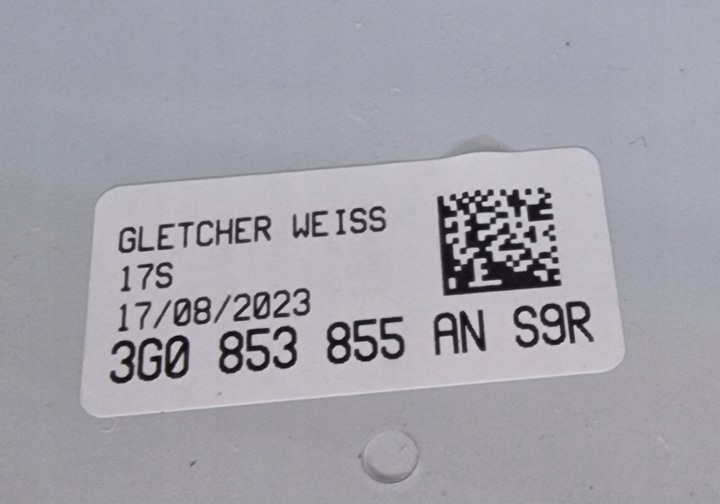 GLETCHER WEISS
17S
17/08/2023
3G0 853 855 AN S9R